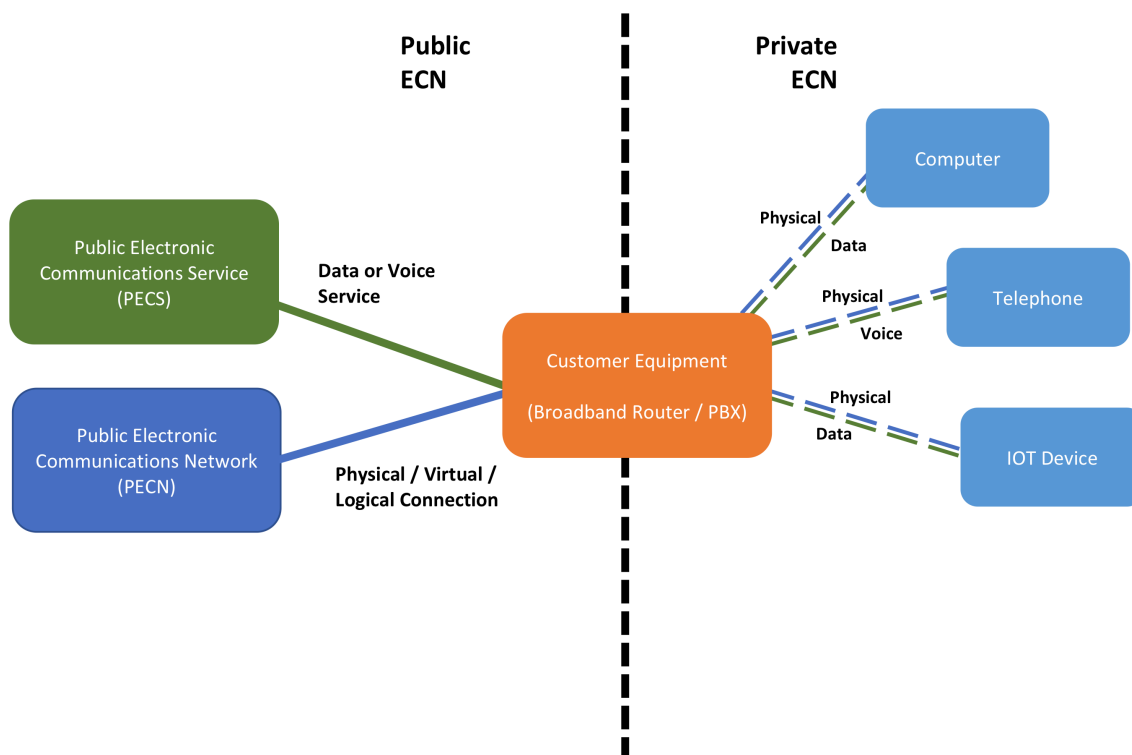 Public
ECN
Private
ECN
Computer
Physical
Data
Public Electronic
Communications Service
(PECS)
Data or Voice
Service
Physical
Voice
Telephone
Customer Equipment
(Broadband Router / PBX)
Physical
Data
IOT Device
Public Electronic
Communications Network
(PECN)
Physical / Virtual /
Logical Connection